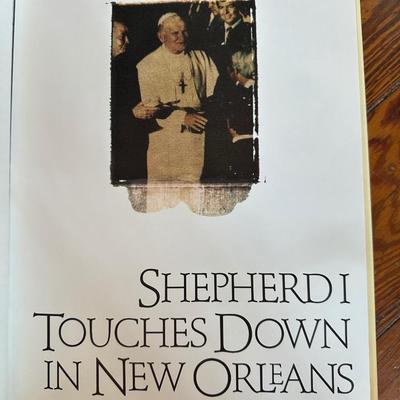 SHEPHERD I
TOUCHES DOWN
IN NEW ORLEANS